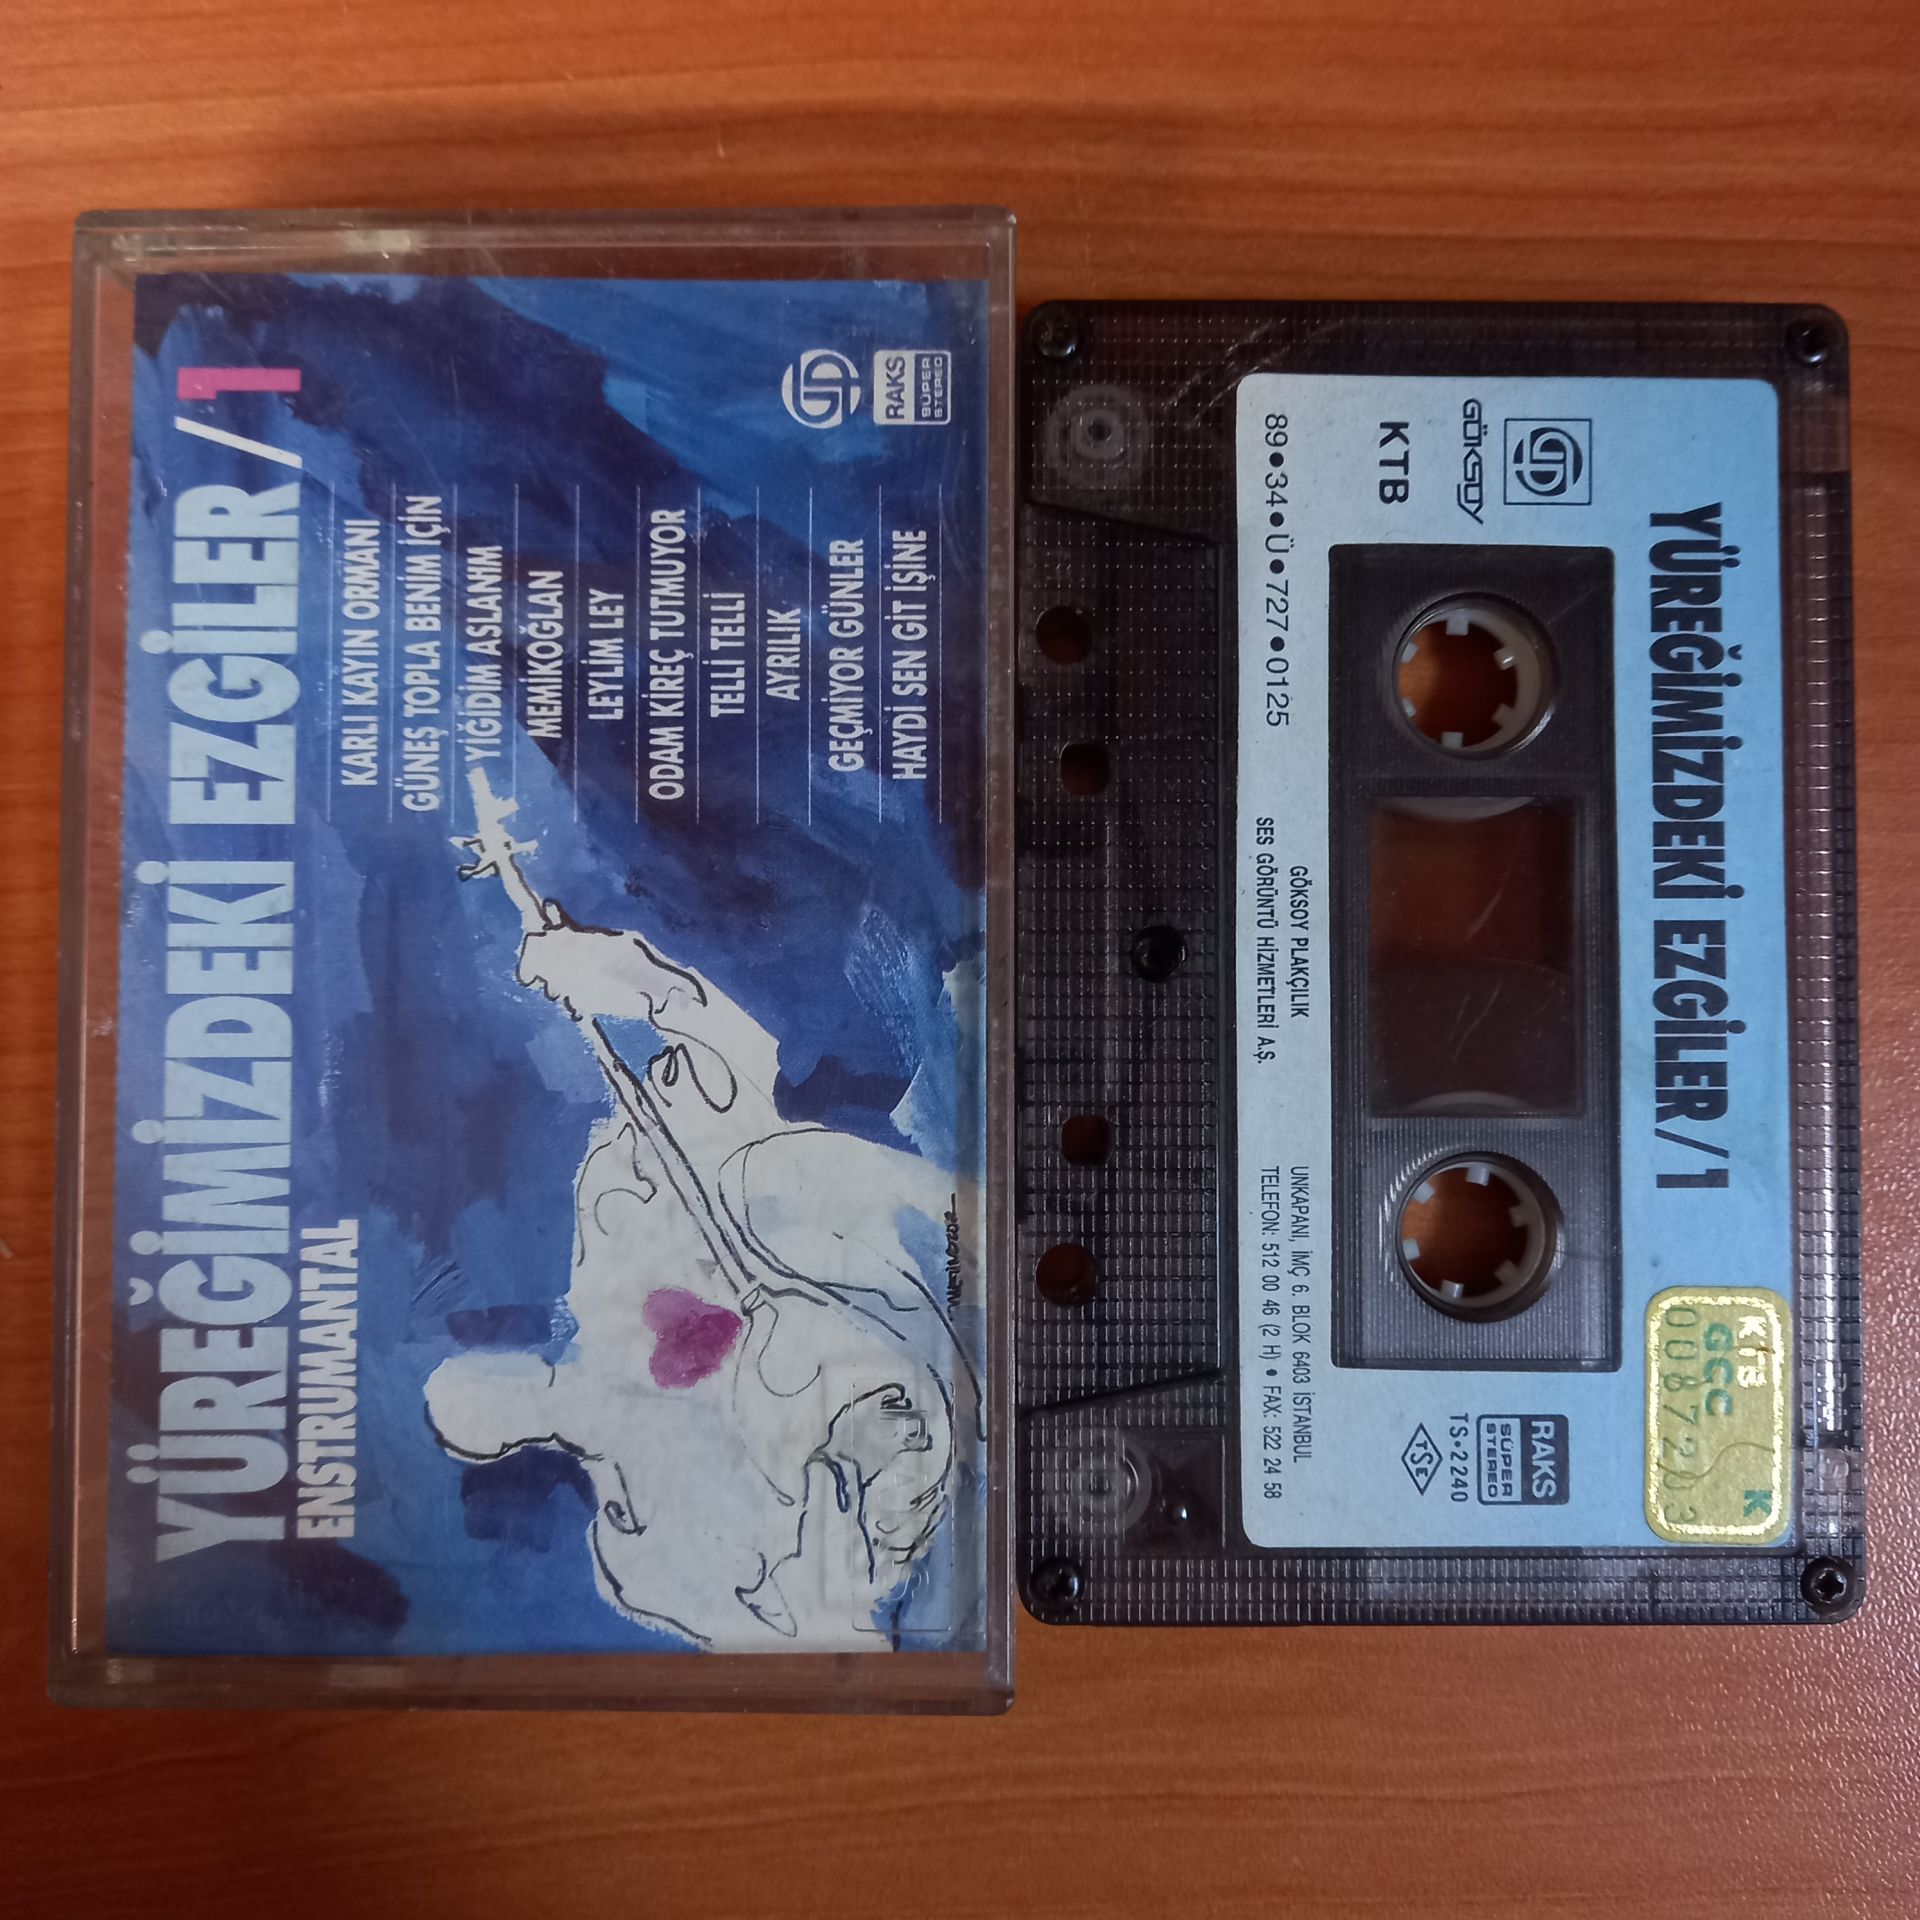 YÜREĞİMİZDEKİ EZGİLER / 1
ENSTRUMANTAL
KARLI KAYIN ORMANI
GÜNEŞ TOPLA BENİM İÇİN
YİĞİDİM ASLANIM
MEMİKOĞLAN
LEYLİM LEY
ODAM KİREÇ TUTMUYOR
TELLİ TELLİ
AYRILIK
GEÇMİYOR GÜNLER
HAYDİ SEN GİT İŞİNE
RAKS
SÜPER
STEREO
YÜREĞİMİZDEKİ EZGİLER / 1
GÖKSOY
KTB
89•34•Ü•727•0125
GÖKSOY PLAKÇILIK
SES GÖRÜNTÜ HİZMETLERİ A.Ş.
UNKAPANI, İMÇ 6. BLOK 6403 İSTANBUL
TELEFON: 512 00 46 (2 H) • FAX: 522 24 58
RAKS
SÜPER
STEREO
TS•2240
TSE
KTB K
GCC
0087203